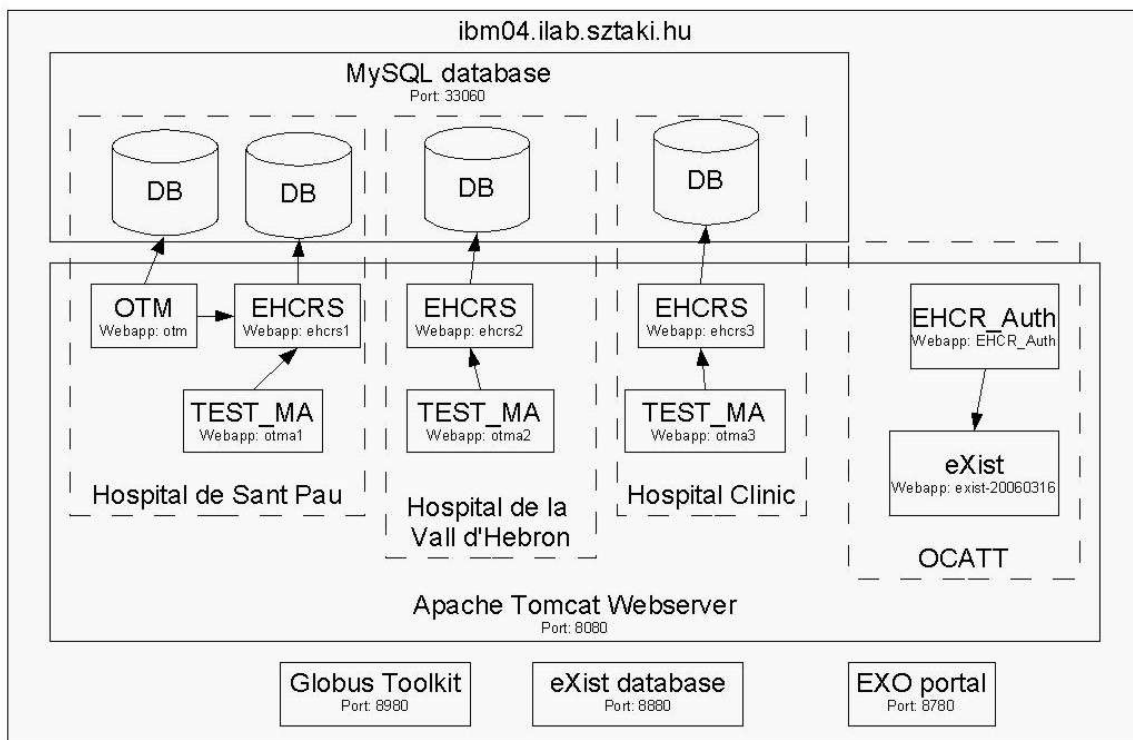 ibm04.ilab.sztaki.hu
MySQL database
Port: 33060
DB
DB
DB
DB
OTM
Webapp: otm
EHCRS
Webapp: ehcrs1
EHCRS
Webapp: ehcrs2
EHCRS
Webapp: ehcrs3
EHCR_Auth
Webapp: EHCR_Auth
TEST_MA
Webapp: otma1
TEST_MA
Webapp: otma2
TEST_MA
Webapp: otma3
eXist
Webapp: exist-20060316
Hospital de Sant Pau
Hospital de la
Vall d'Hebron
Hospital Clinic
OCATT
Apache Tomcat Webserver
Port: 8080
Globus Toolkit
Port: 8980
eXist database
Port: 8880
EXO portal
Port: 8780